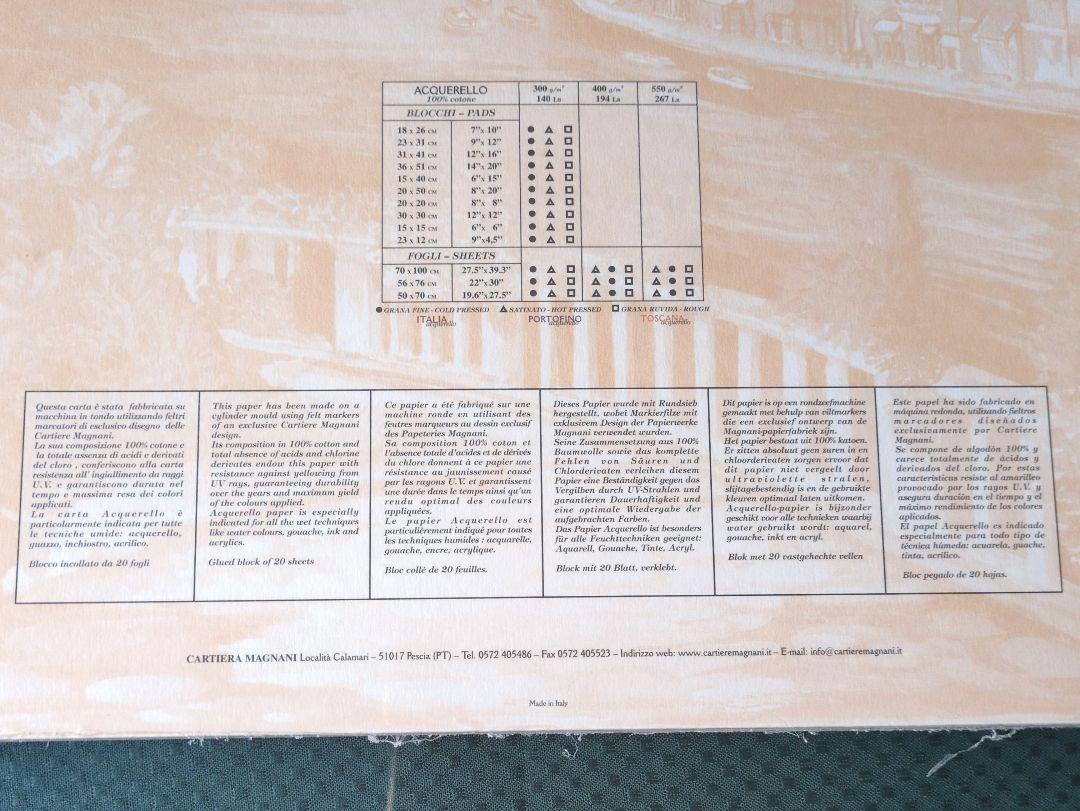 ACQUERELLO 300 g/m² 400 g/m² 550 g/m²
100% cotone 140 LB 194 LB 267 LB
BLOCCHI – PADS
18 x 26 CM 7”x 10” ● ▲ ■
23 x 31 CM 9”x 12” ● ▲ ■
31 x 41 CM 12”x 16” ● ▲ ■
36 x 51 CM 14”x 20” ● ▲ ■
15 x 40 CM 6”x 15” ● ▲ ■
20 x 50 CM 8”x 20” ● ▲ ■
20 x 20 CM 8”x 8” ● ▲ ■
30 x 30 CM 12”x 12” ● ▲ ■
15 x 15 CM 6”x 6” ● ▲ ■
23 x 12 CM 9”x4,5” ● ▲ ■
FOGLI – SHEETS
70 x 100 CM 27.5”x 39.3” ● ▲ ■ ▲ ● ■ ▲ ● ■
56 x 76 CM 22”x 30” ● ▲ ■ ▲ ● ■ ▲ ● ■
50 x 70 CM 19.6”x 27.5” ● ▲ ■ ▲ ● ■ ▲ ● ■
● GRANA FINE - COLD PRESSED ▲ SATINATO - HOT PRESSED ■ GRANA RUVIDA - ROUGH
ITALIA acquerello PORTOFINO acquerello TOSCANA acquerello
Questa carta è stata fabbricata su
macchina in tondo utilizando feltri
marcatori di esclusivo disegno delle
Cartiere Magnani.
La sua composizione 100% cotone e
la totale assenza di acidi e derivati
del cloro , conferiscono alla carta
resistenza all' ingiallimento da raggi
U.V. e garantiscono durata nel
tempo e massima resa dei colori
applicati.
La carta Acquerello è
particolarmente indicata per tutte
le tecniche umide: acquerello,
guazzo, inchiostro, acrilico.
Blocco incollato da 20 fogli
This paper has been made on a
cylinder mould using felt markers
of an exclusive Cartiere Magnani
design.
Its composition in 100% cotton and
total absence of acids and chlorine
derivates endow this paper with
resistance against yellowing from
UV rays, guaranteeing durability
over the years and maximum yield
of the colours applied.
Acquerello paper is especially
indicated for all the wet techniques
like water colours, gouache, ink and
acrylics.
Glued block of 20 sheets
Ce papier a été fabriqué sur une
machine ronde en utilisant des
feutres marqueurs au dessin exclusif
des Papeteries Magnani.
Sa composition 100% coton et
l'absence totale d'acides et de dérivés
du chlore donnent à ce papier une
résistance au jaunissement causé
par les rayons U.V. et garantissent
une durée dans le temps ainsi qu'un
rendu optimal des couleurs
appliquées.
Le papier Acquerello est
particulièrement indiqué pour toutes
les techniques humides : acquarelle,
gouache, encre, acrylique.
Bloc collè de 20 feuilles.
Dieses Papier wurde mit Rundsieb
hergestellt, wobei Markierfilze mit
exklusivem Design der Papierwerke
Magnani verwendet wurden.
Seine Zusammensetzung aus 100%
Baumwolle sowie das komplette
Fehlen von Säuren und
Chlorderivaten verleihen diesem
Papier eine Beständigkeit gegen das
Vergilben durch UV-Strahlen und
garantieren Dauerhaftigkeit und
eine optimale Wiedergabe der
aufgebrachten Farben.
Das Papier Acquerello ist besonders
für alle Feuchttechniken geeignet:
Aquarell, Gouache, Tinte, Acryl.
Block mit 20 Blatt, verklebt.
Dit papier is op een rondzeefmachine
gemaakt met behulp van viltmarkers
die een exclusief ontwerp van de
Magnani-papierfabriek zijn.
Het papier bestaat uit 100% katoen.
Er zitten absoluut geen zuren in en
chloorderivaten zorgen ervoor dat
dit papier niet vergeelt door
ultraviolette stralen,
slijtagebestendig is en de gebruikte
kleuren optimaal laten uitkomen.
Acquerello-papier is bijzonder
geschikt voor alle technieken waarbij
water gebruikt wordt: aquarel,
gouache, inkt en acryl.
Blok met 20 vastgehechte vellen
Este papel ha sido fabricado en
máquina redonda, utilizando fieltros
marcadores diseñados
exclusivamente por Cartiere
Magnani.
Se compone de algodón 100% y
carece totalmente de ácidos y
derivados del cloro. Por estas
características resiste al amarilleo
provocado por los rayos U.V. y
asegura duración en el tiempo y el
máximo rendimiento de los colores
aplicados.
El papel Acquerello es indicado
especialmente para todo tipo de
técnica húmeda: acuarela, guache,
tinta, acrílico.
Bloc pegado de 20 hojas.
CARTIERA MAGNANI Località Calamari – 51017 Pescia (PT) – Tel. 0572 405486 – Fax 0572 405523 – Indirizzo web: www.cartieremagnani.it – E-mail: info@cartieremagnani.it
Made in Italy